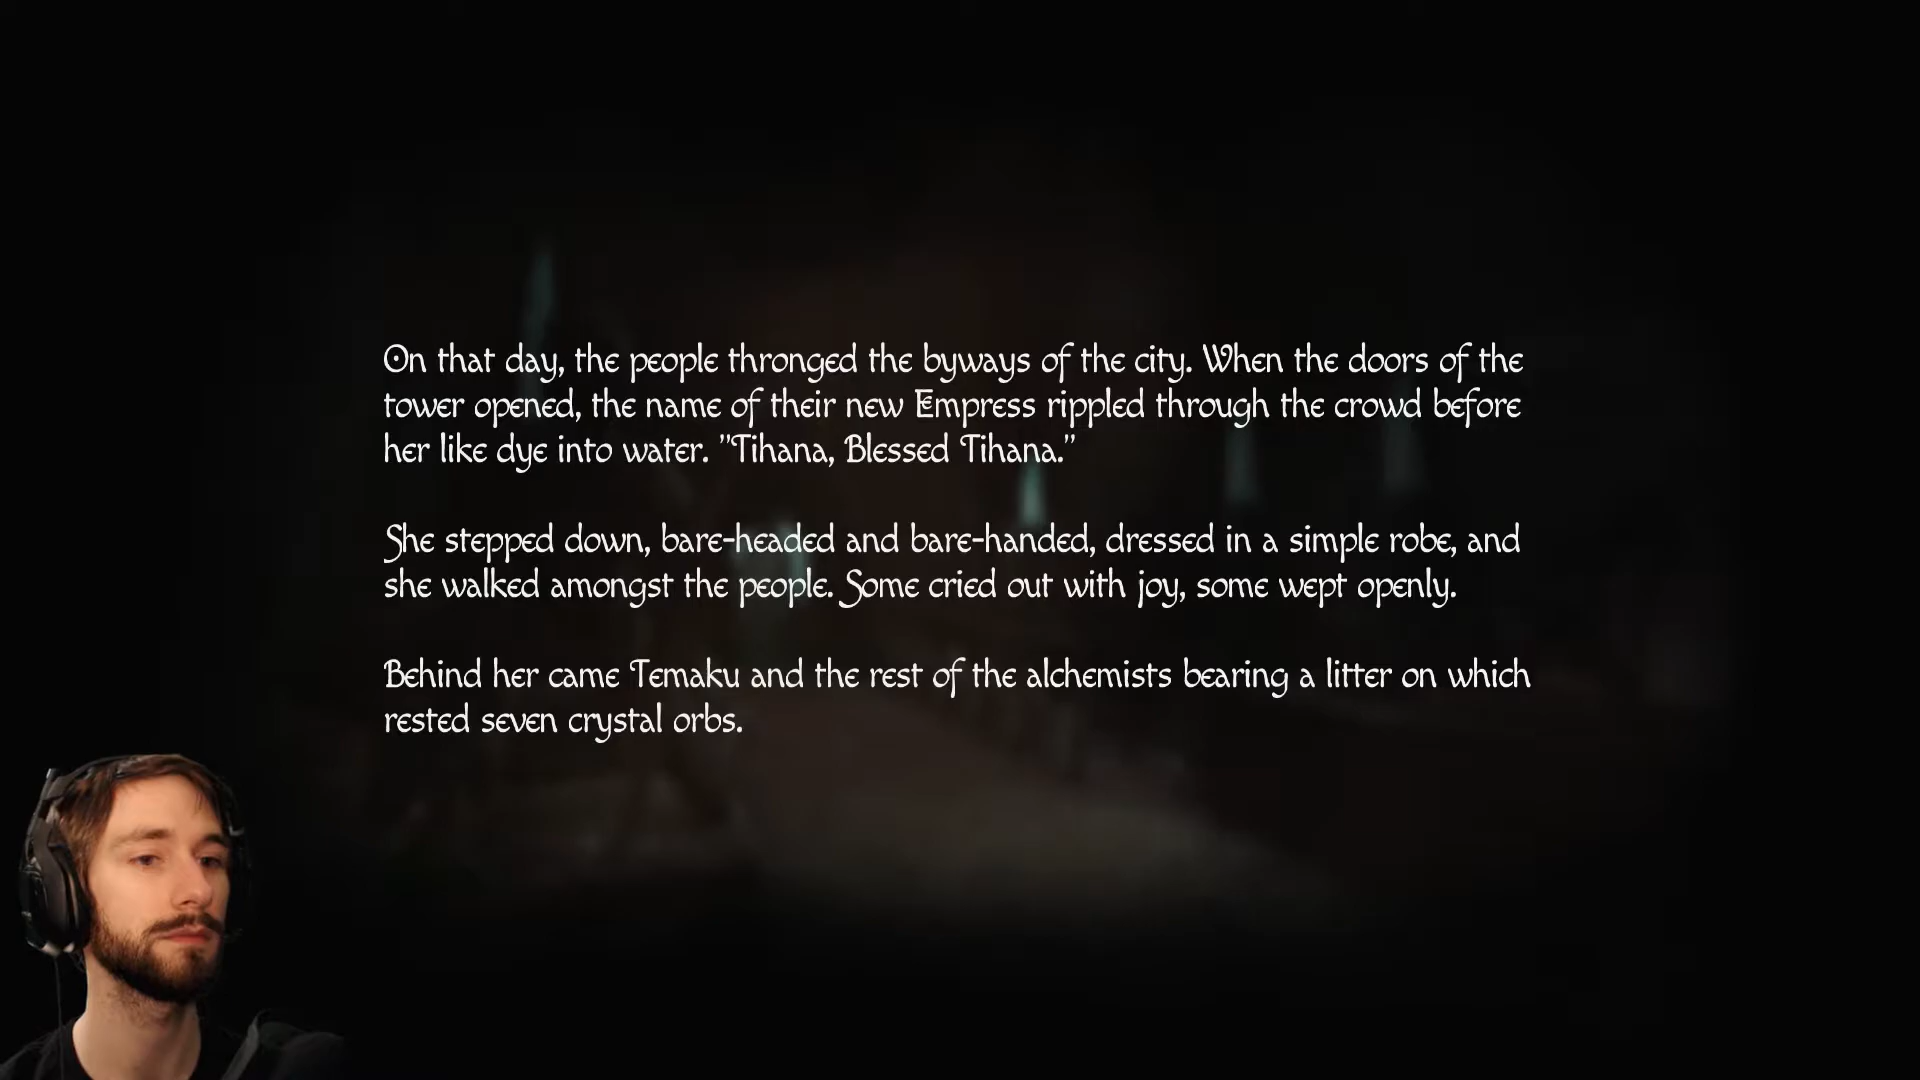 On that day, the people thronged the byways of the city. When the doors of the
tower opened, the name of their new Empress rippled through the crowd before
her like dye into water. "Tihana, Blessed Tihana."
She stepped down, bare-headed and bare-handed, dressed in a simple robe, and
she walked amongst the people. Some cried out with joy, some wept openly.
Behind her came Temaku and the rest of the alchemists bearing a litter on which
rested seven crystal orbs.